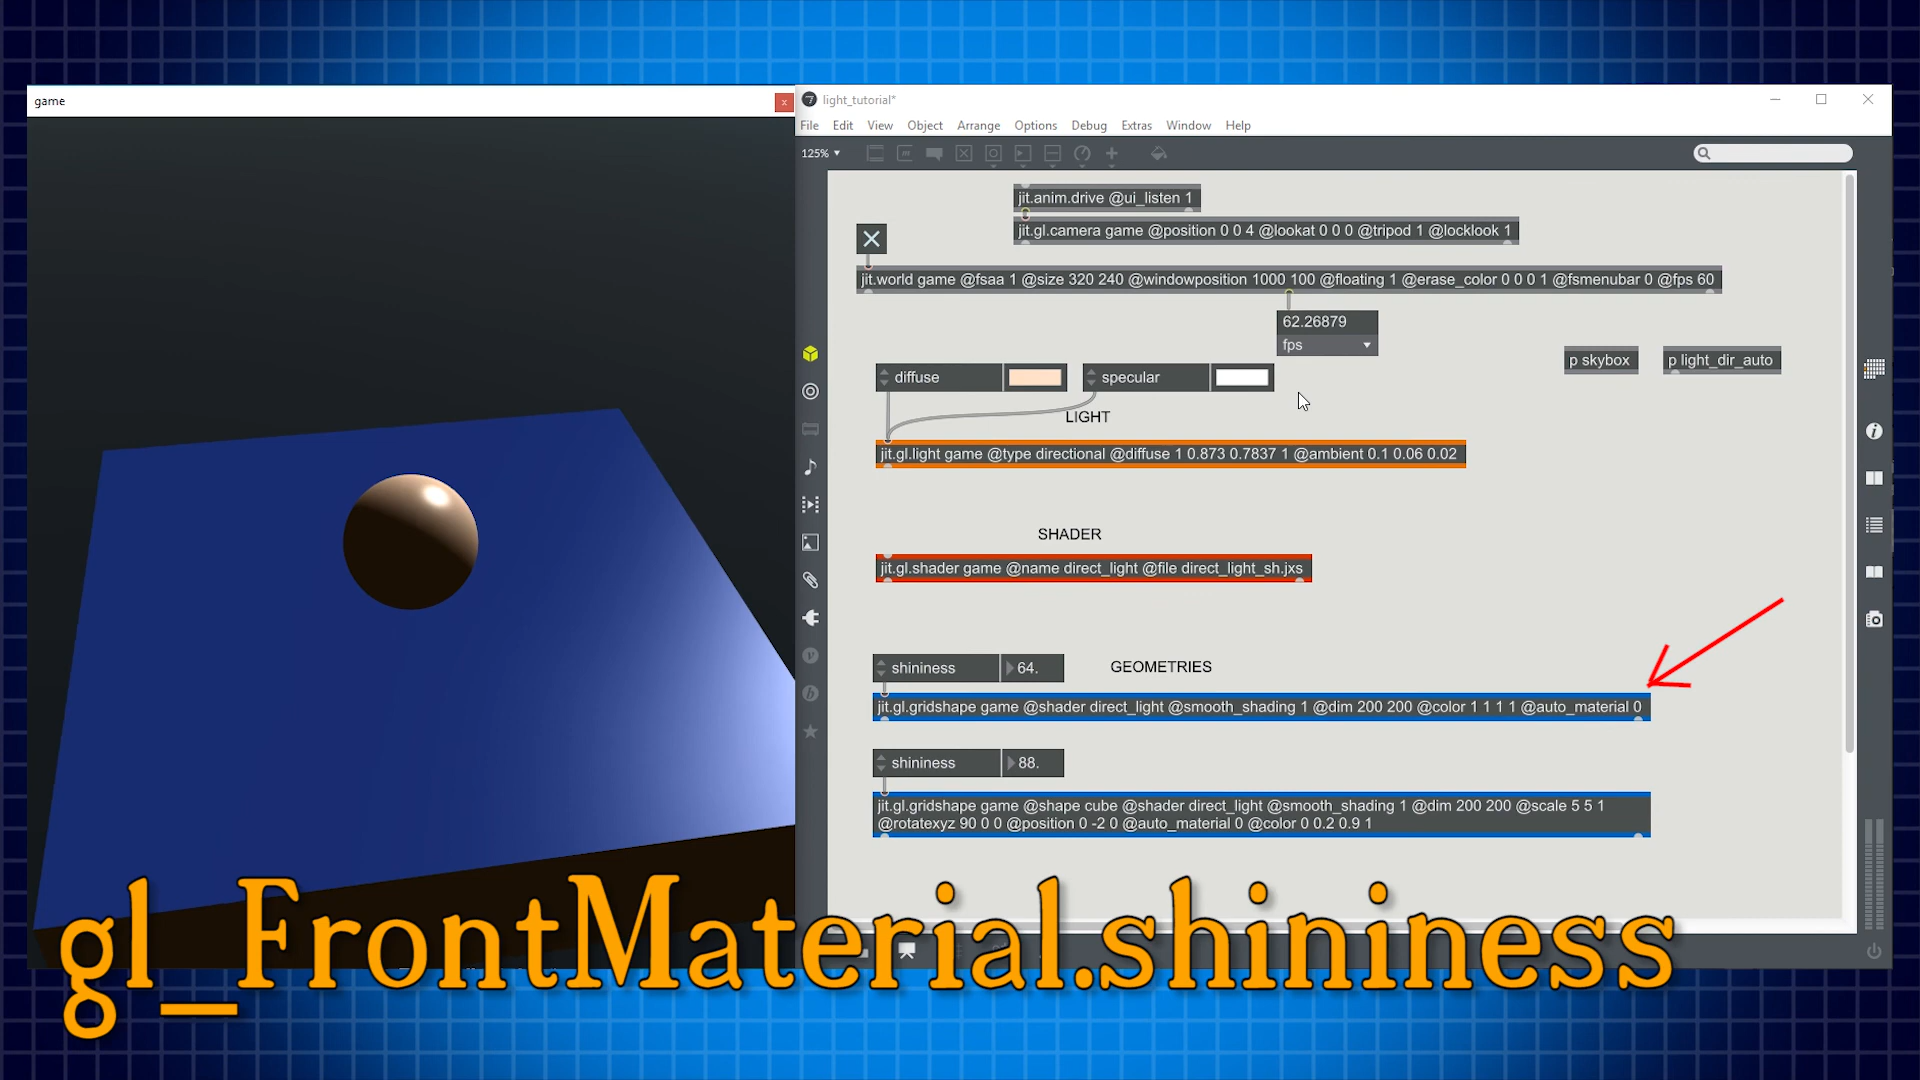 game
x
light_tutorial*
File Edit View Object Arrange Options Debug Extras Window Help
125%
jit.anim.drive @ui_listen 1
jit.gl.camera game @position 0 0 4 @lookat 0 0 0 @tripod 1 @locklook 1
jit.world game @fsaa 1 @size 320 240 @windowposition 1000 100 @floating 1 @erase_color 0 0 0 1 @fsmenubar 0 @fps 60
62.26879
fps
p skybox
p light_dir_auto
diffuse
specular
LIGHT
jit.gl.light game @type directional @diffuse 1 0.873 0.7837 1 @ambient 0.1 0.06 0.02
SHADER
jit.gl.shader game @name direct_light @file direct_light_sh.jxs
shininess 64.
GEOMETRIES
jit.gl.gridshape game @shader direct_light @smooth_shading 1 @dim 200 200 @color 1 1 1 1 @auto_material 0
shininess 88.
jit.gl.gridshape game @shape cube @shader direct_light @smooth_shading 1 @dim 200 200 @scale 5 5 1
@rotatexyz 90 0 0 @position 0 -2 0 @auto_material 0 @color 0 0.2 0.9 1
gl_FrontMaterial.shininess